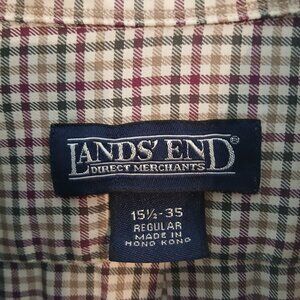 LANDS' END®
DIRECT MERCHANTS
15½-35
REGULAR
MADE IN
HONG KONG